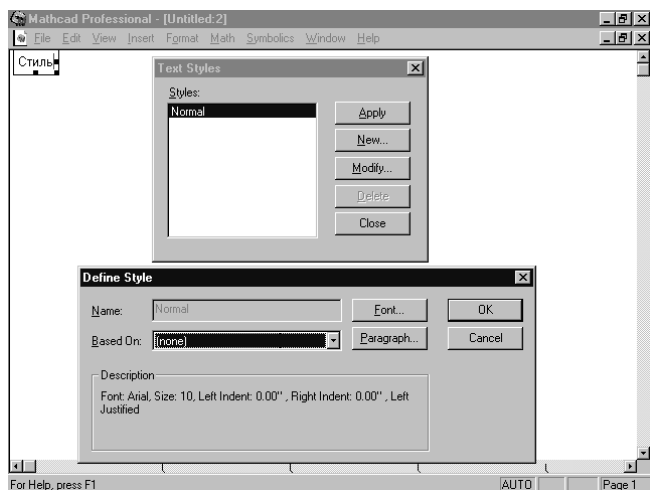 Mathcad Professional - [Untitled:2]
File Edit View Insert Format Math Symbolics Window Help
Стиль
Text Styles
Styles:
Normal
Apply
New...
Modify...
Delete
Close
Define Style
Name: Normal Font... OK
Based On: (none) Paragraph... Cancel
Description
Font: Arial, Size: 10, Left Indent: 0.00'' , Right Indent: 0.00'' , Left
Justified
For Help, press F1 AUTO Page 1